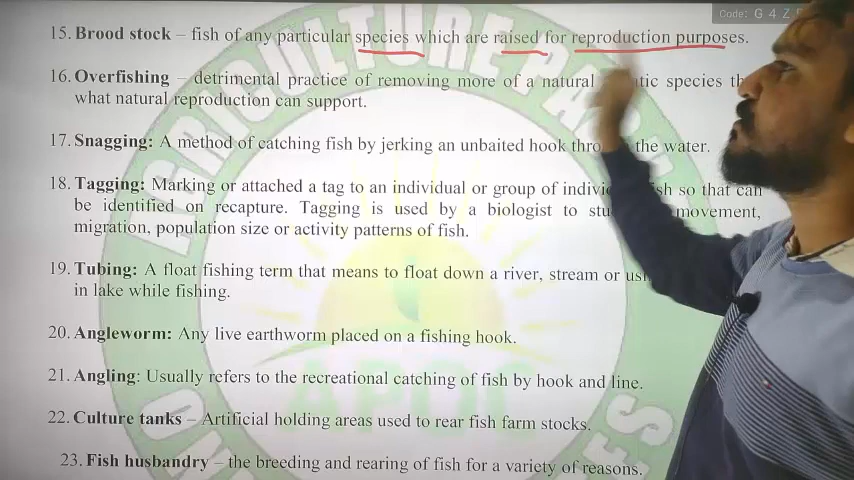 Code: G 4 Z
15. Brood stock – fish of any particular species which are raised for reproduction purposes.
16. Overfishing – detrimental practice of removing more of a natural tic species th
what natural reproduction can support.
17. Snagging: A method of catching fish by jerking an unbaited hook thro the water.
18. Tagging: Marking or attached a tag to an individual or group of indivi sh so that can
be identified on recapture. Tagging is used by a biologist to stu movement,
migration, population size or activity patterns of fish.
19. Tubing: A float fishing term that means to float down a river, stream or usi
in lake while fishing.
20. Angleworm: Any live earthworm placed on a fishing hook.
21. Angling: Usually refers to the recreational catching of fish by hook and line.
22. Culture tanks – Artificial holding areas used to rear fish farm stocks.
23. Fish husbandry – the breeding and rearing of fish for a variety of reasons.
AGRICULTURE
APOC